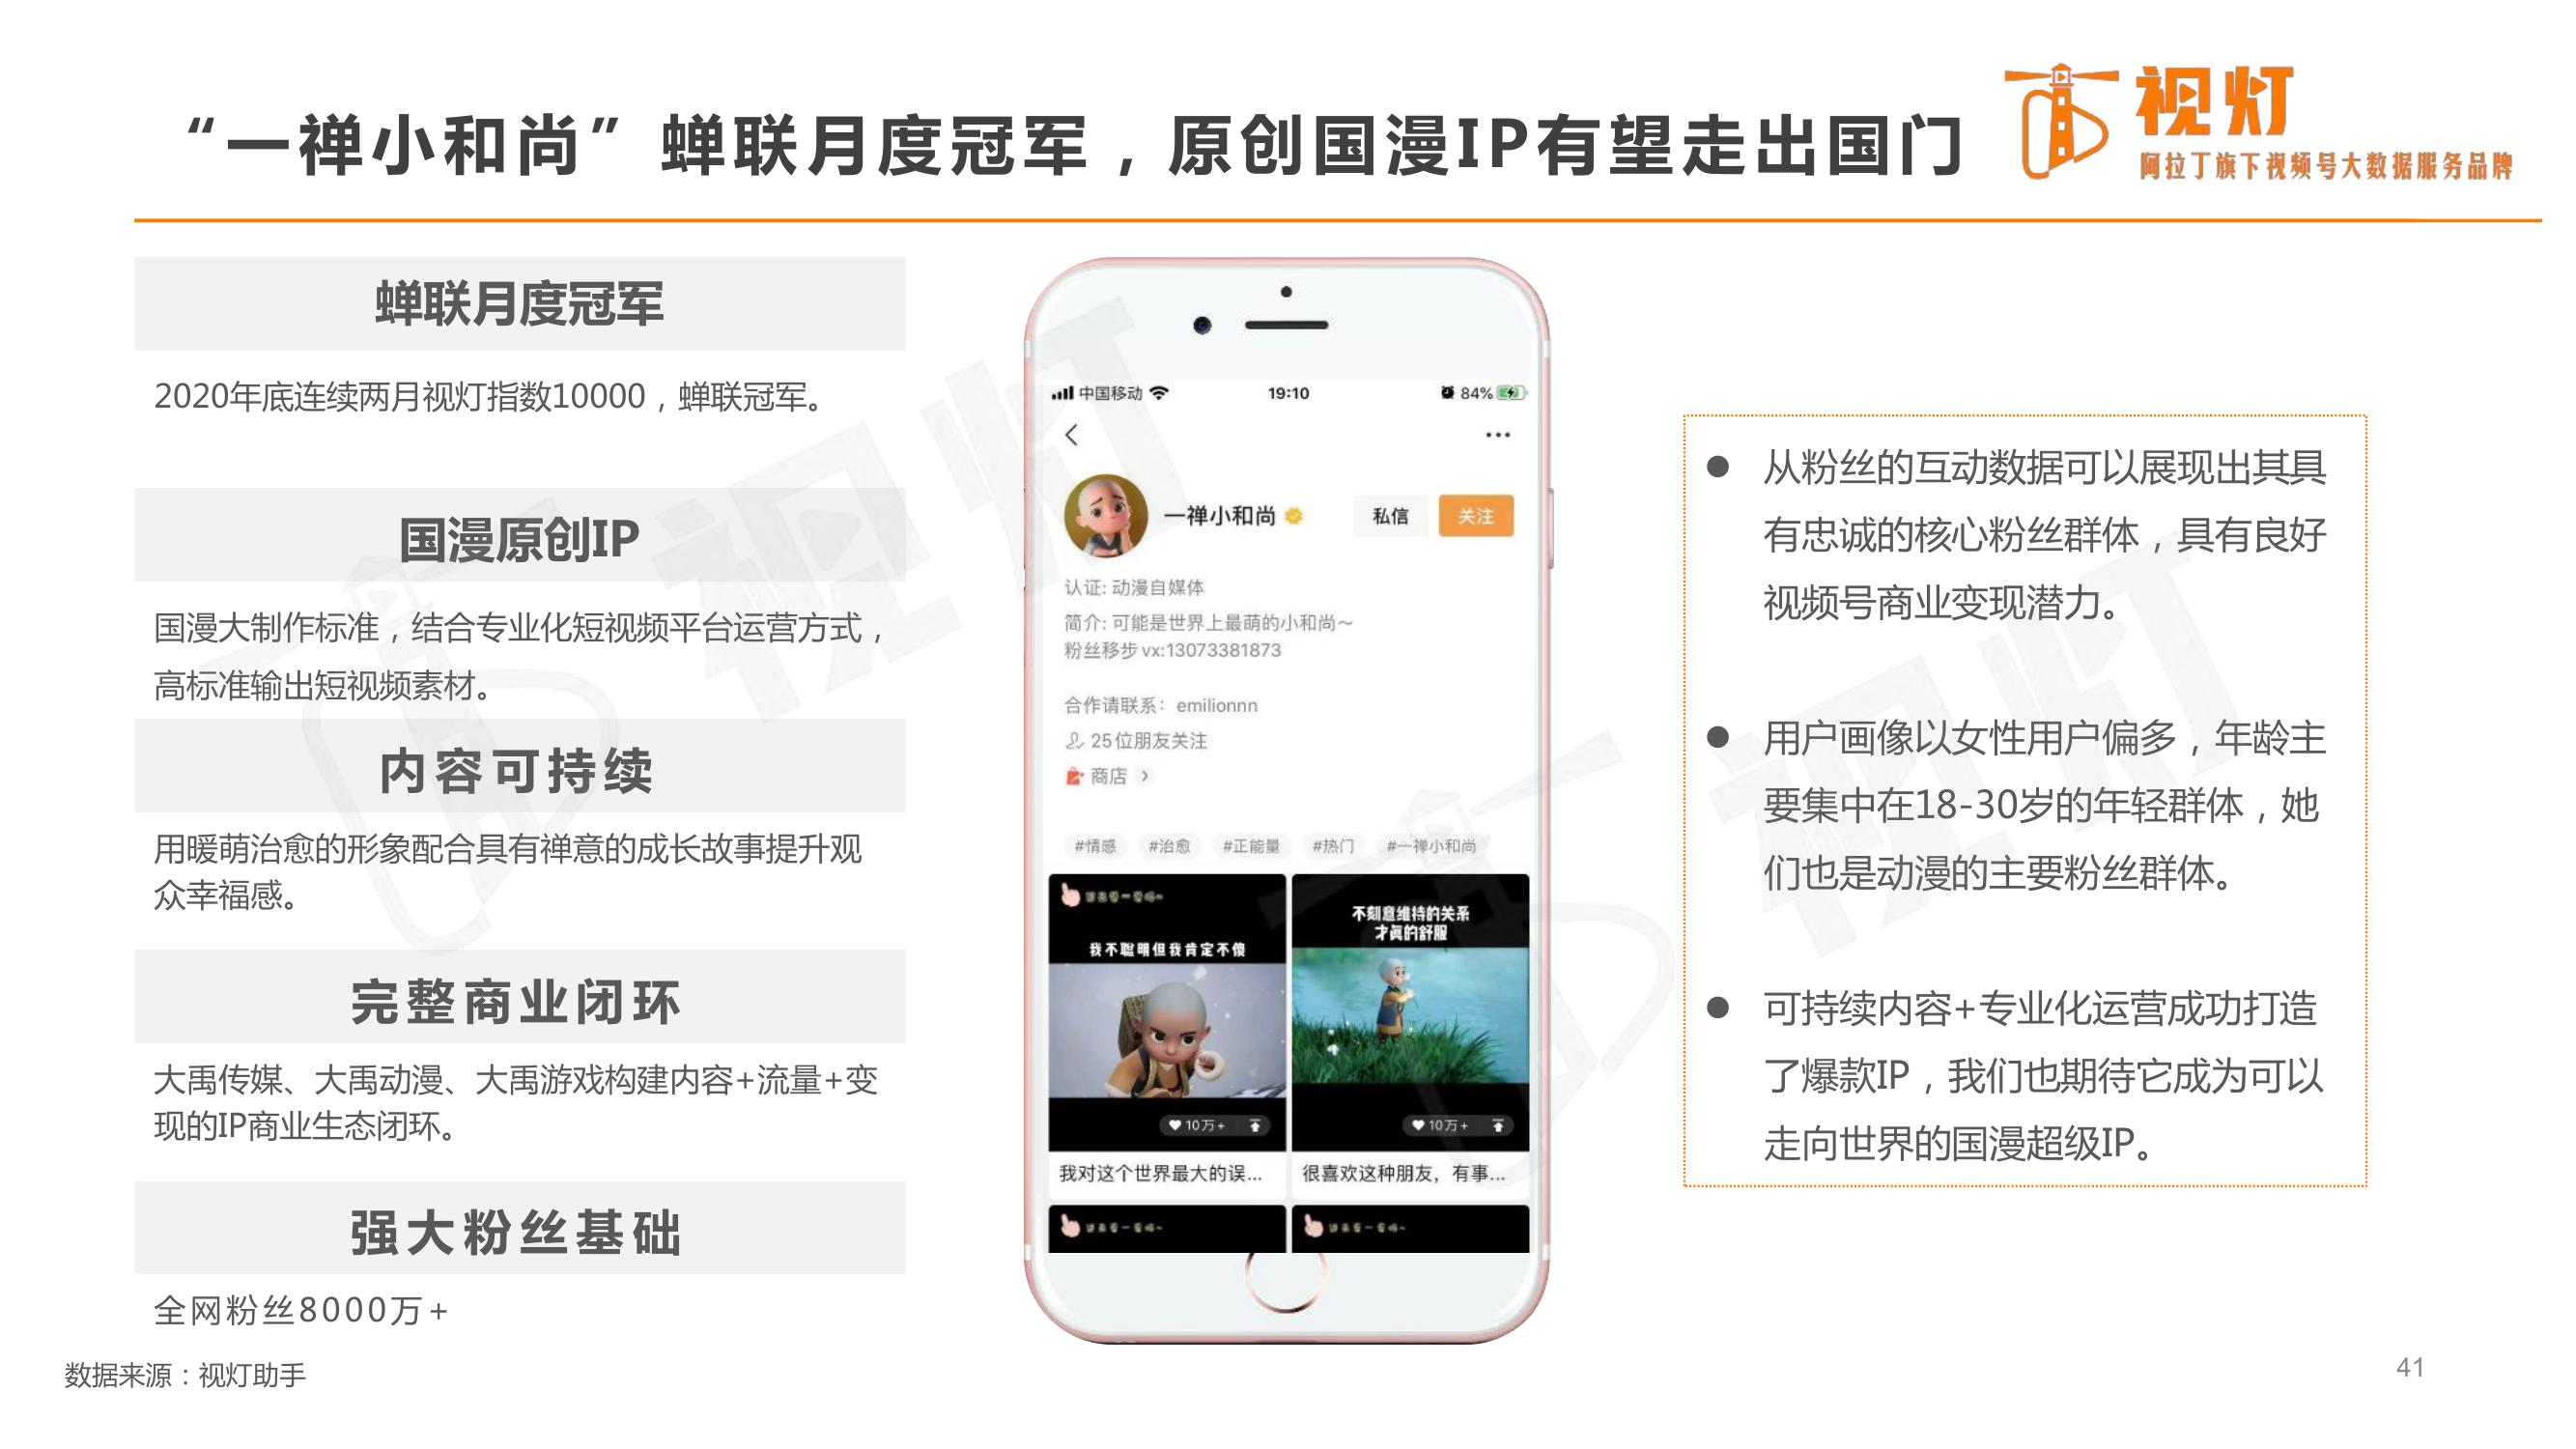 “一禅小和尚”蝉联月度冠军，原创国漫IP有望走出国门
视灯
阿拉丁旗下视频号大数据服务品牌
蝉联月度冠军
2020年底连续两月视灯指数10000，蝉联冠军。
国漫原创IP
国漫大制作标准，结合专业化短视频平台运营方式，
高标准输出短视频素材。
内容可持续
用暖萌治愈的形象配合具有禅意的成长故事提升观
众幸福感。
完整商业闭环
大禹传媒、大禹动漫、大禹游戏构建内容+流量+变
现的IP商业生态闭环。
强大粉丝基础
全网粉丝8000万+
中国移动
19:10
84%
一禅小和尚
私信
关注
认证: 动漫自媒体
简介: 可能是世界上最萌的小和尚～
粉丝移步vx:13073381873
合作请联系：emilionnn
25位朋友关注
商店
#情感
#治愈
#正能量
#热门
#一禅小和尚
我不聪明但我肯定不傻
不刻意维持的关系
才真的舒服
10万+
10万+
我对这个世界最大的误...
很喜欢这种朋友，有事...
从粉丝的互动数据可以展现出其具
有忠诚的核心粉丝群体，具有良好
视频号商业变现潜力。
用户画像以女性用户偏多，年龄主
要集中在18-30岁的年轻群体，她
们也是动漫的主要粉丝群体。
可持续内容+专业化运营成功打造
了爆款IP，我们也期待它成为可以
走向世界的国漫超级IP。
数据来源：视灯助手
41